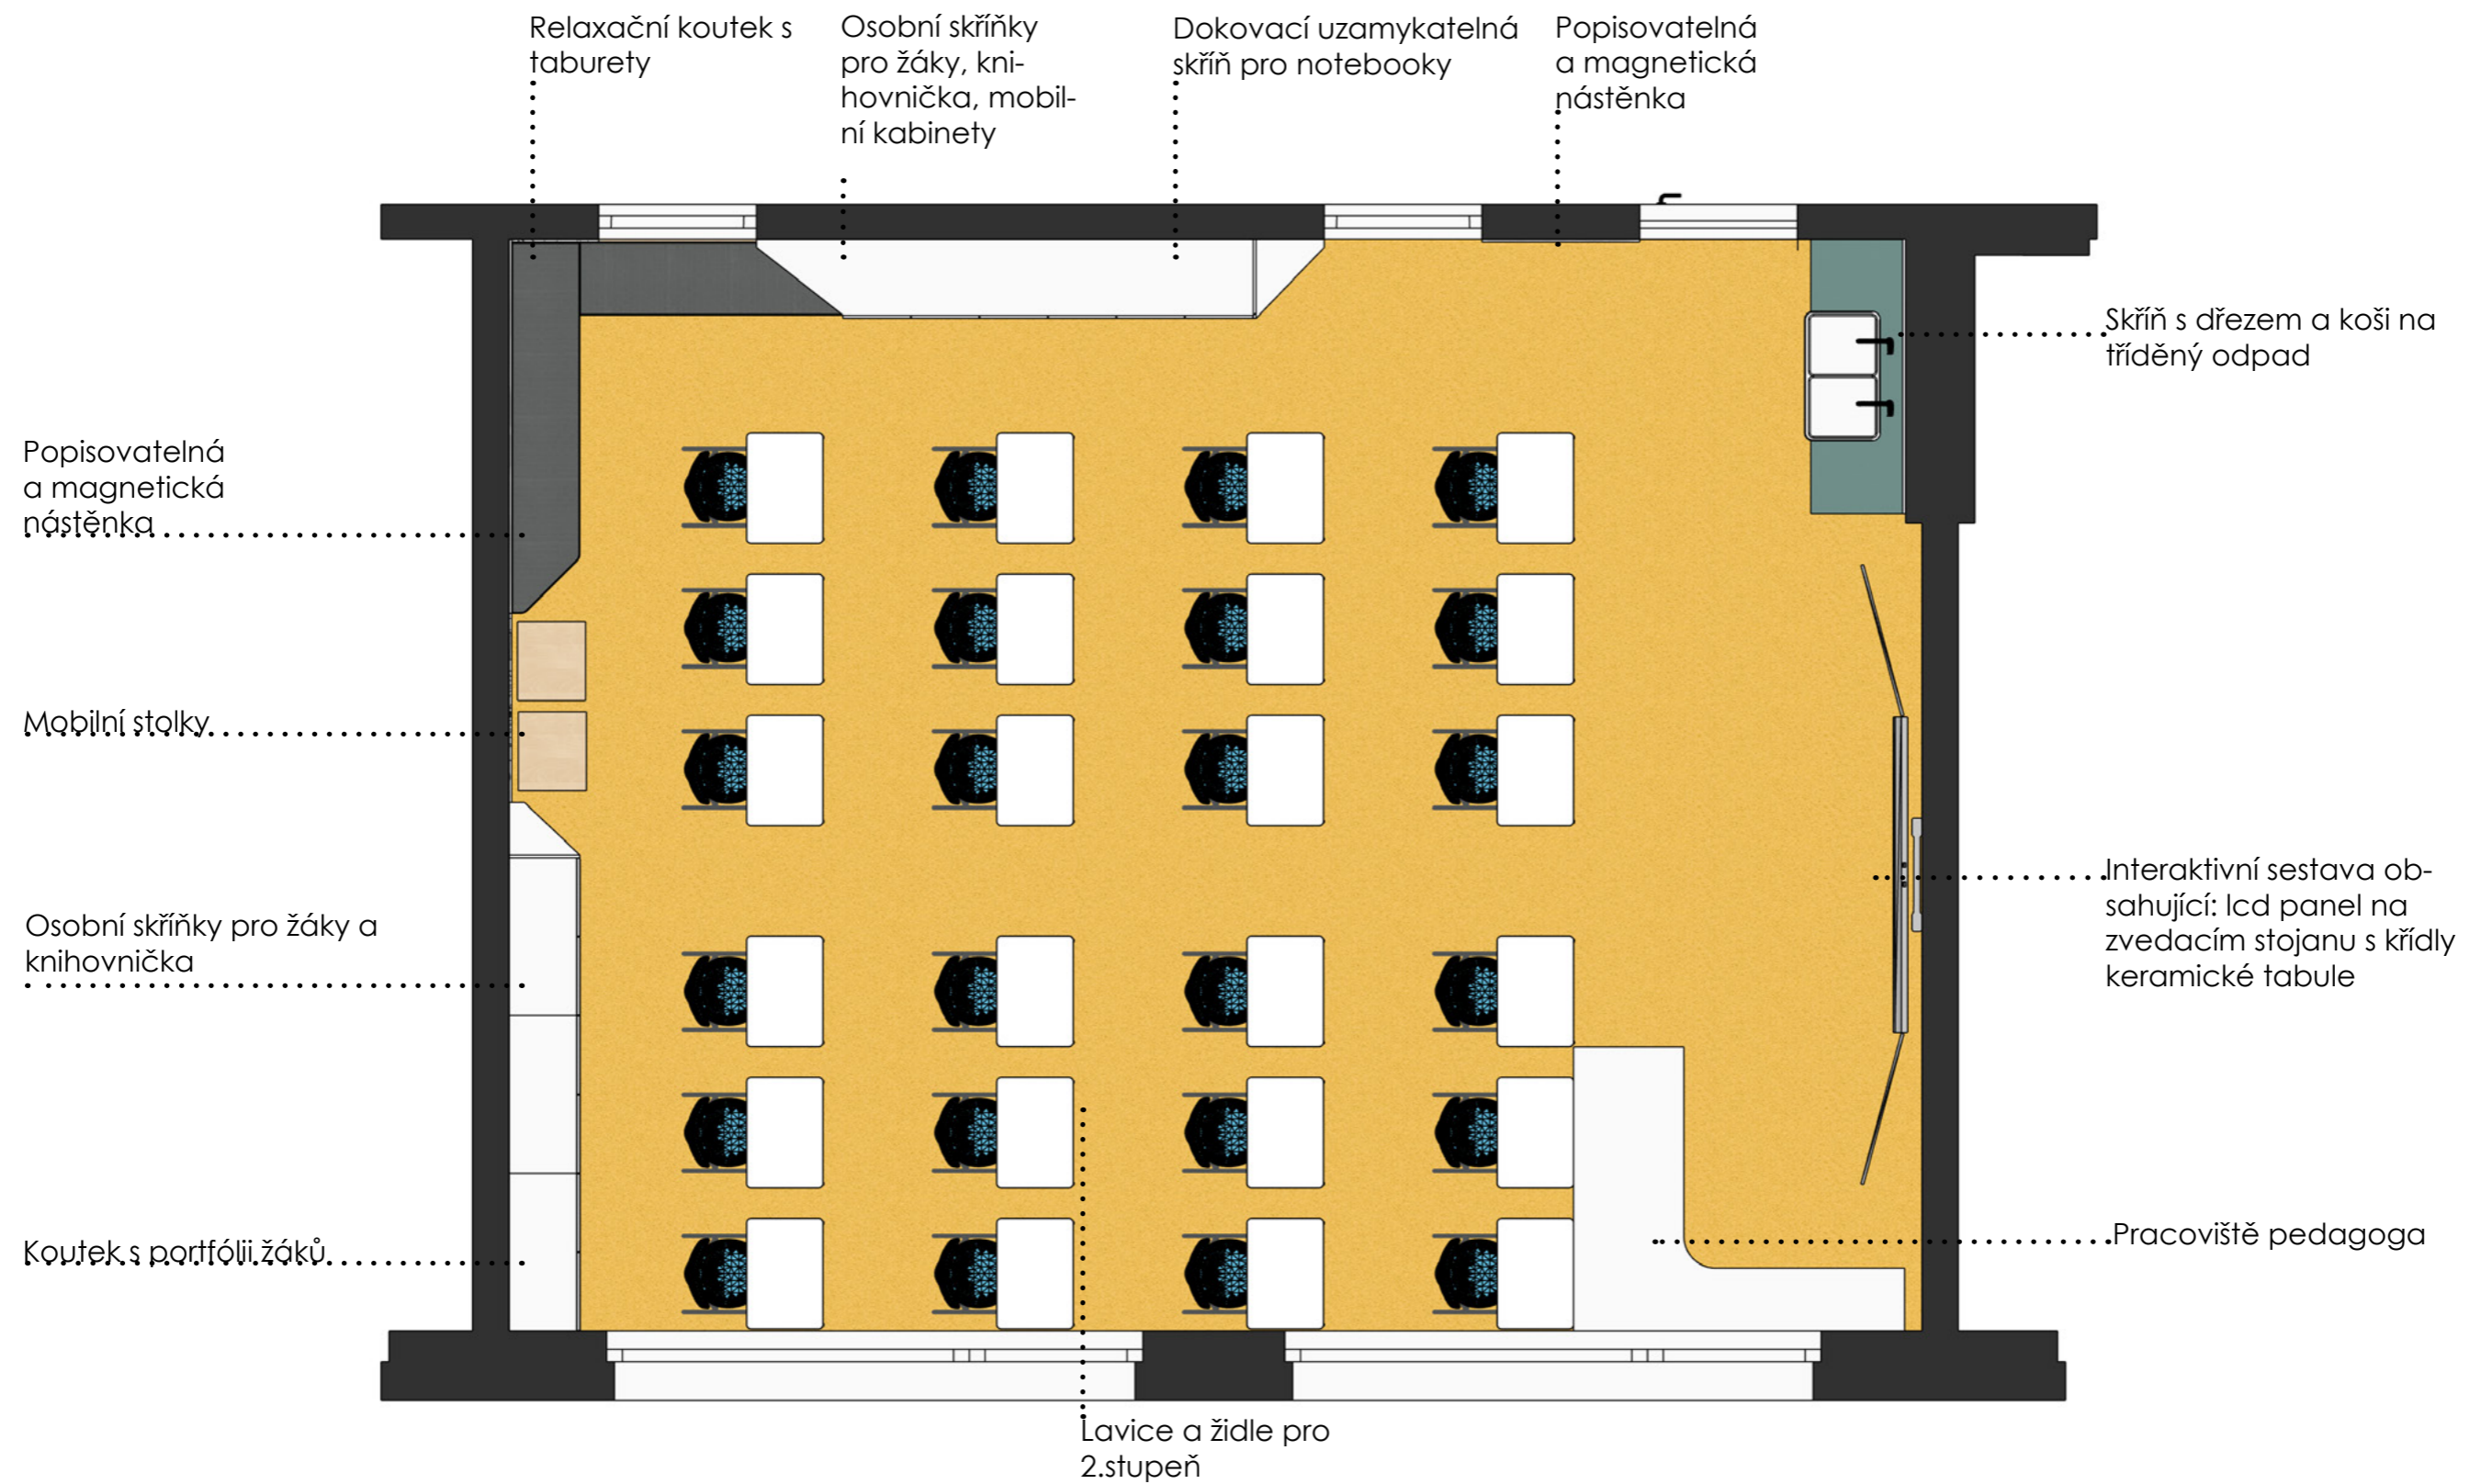 Relaxační koutek s
taburety
Osobní skříňky
pro žáky, kni-
hovnička, mobil-
ní kabinety
Dokovací uzamykatelná
skříň pro notebooky
Popisovatelná
a magnetická
nástěnka
Skříň s dřezem a koši na
tříděný odpad
Popisovatelná
a magnetická
nástěnka
Mobilní stolky
Interaktivní sestava ob-
sahující: lcd panel na
zvedacím stojanu s křídly
keramické tabule
Osobní skříňky pro žáky a
knihovnička
Pracoviště pedagoga
Koutek s portfólii žáků
Lavice a židle pro
2.stupeň